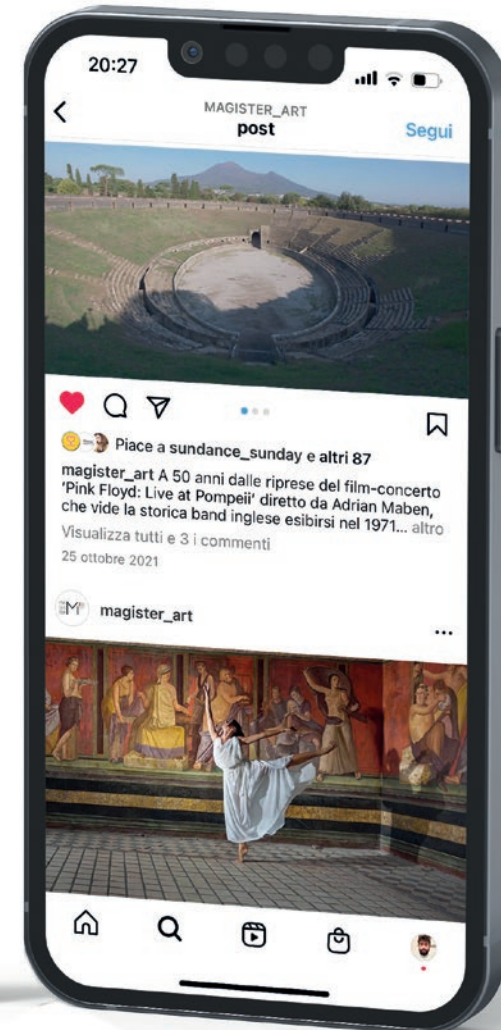 20:27
MAGISTER_ART
post
Segui
Piace a sundance_sunday e altri 87
magister_art A 50 anni dalle riprese del film-concerto
'Pink Floyd: Live at Pompeii' diretto da Adrian Maben,
che vide la storica band inglese esibirsi nel 1971... altro
Visualizza tutti e 3 i commenti
25 ottobre 2021
magister_art